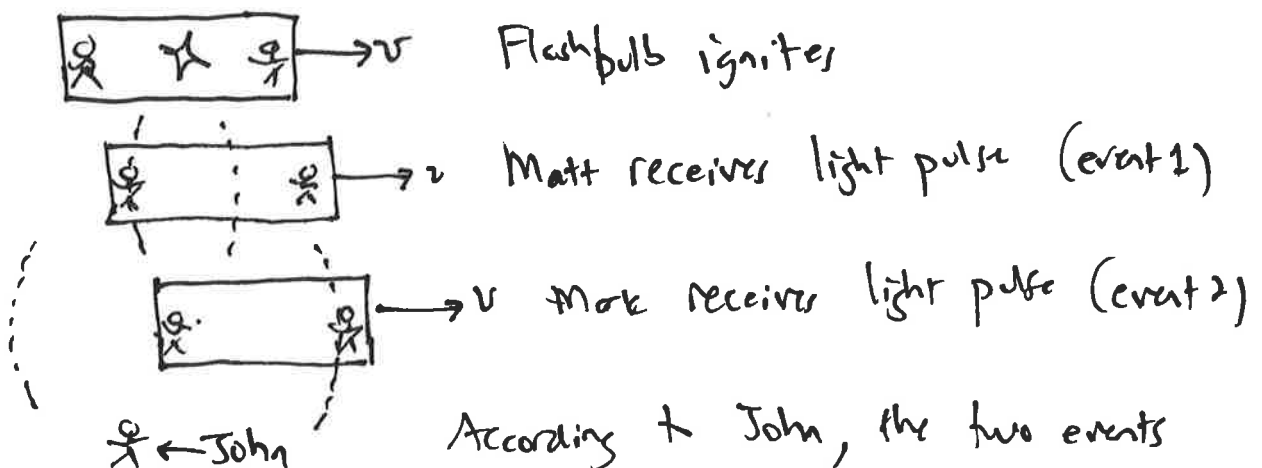 v Flashbulb ignites
v Matt receives light pulse (event 1)
v Mark receives light pulse (event 2)
← John According to John, the two events